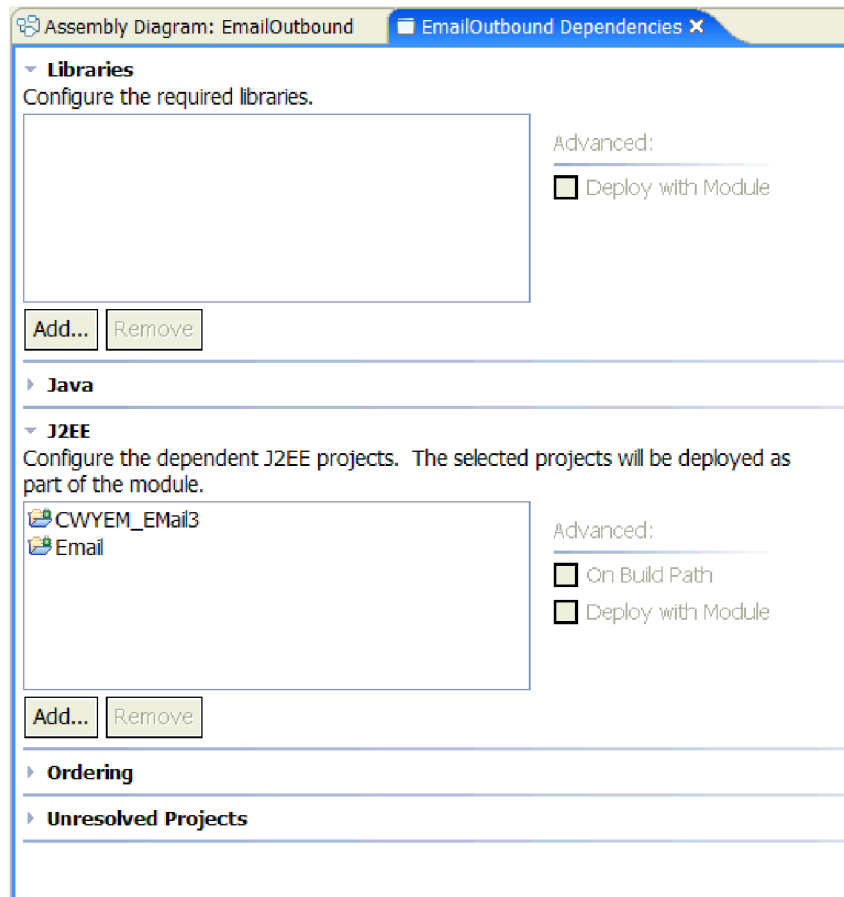 Assembly Diagram: EmailOutbound
EmailOutbound Dependencies
Libraries
Configure the required libraries.
Advanced:
Deploy with Module
Add... Remove
Java
J2EE
Configure the dependent J2EE projects. The selected projects will be deployed as
part of the module.
CWYEM_EMail3
Email
Advanced:
On Build Path
Deploy with Module
Add... Remove
Ordering
Unresolved Projects